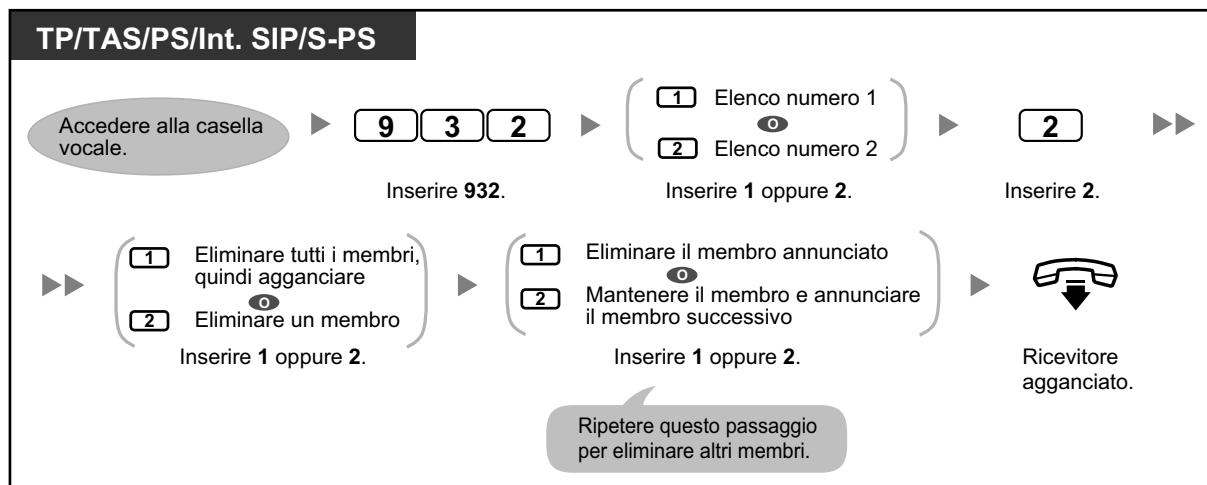 TP/TAS/PS/Int. SIP/S-PS
Accedere alla casella
vocale.
9 3 2
Inserire 932.
1 Elenco numero 1
O
2 Elenco numero 2
Inserire 1 oppure 2.
2
Inserire 2.
1 Eliminare tutti i membri,
quindi agganciare
O
2 Eliminare un membro
Inserire 1 oppure 2.
1 Eliminare il membro annunciato
O
2 Mantenere il membro e annunciare
il membro successivo
Inserire 1 oppure 2.
Ripetere questo passaggio
per eliminare altri membri.
Ricevitore
agganciato.